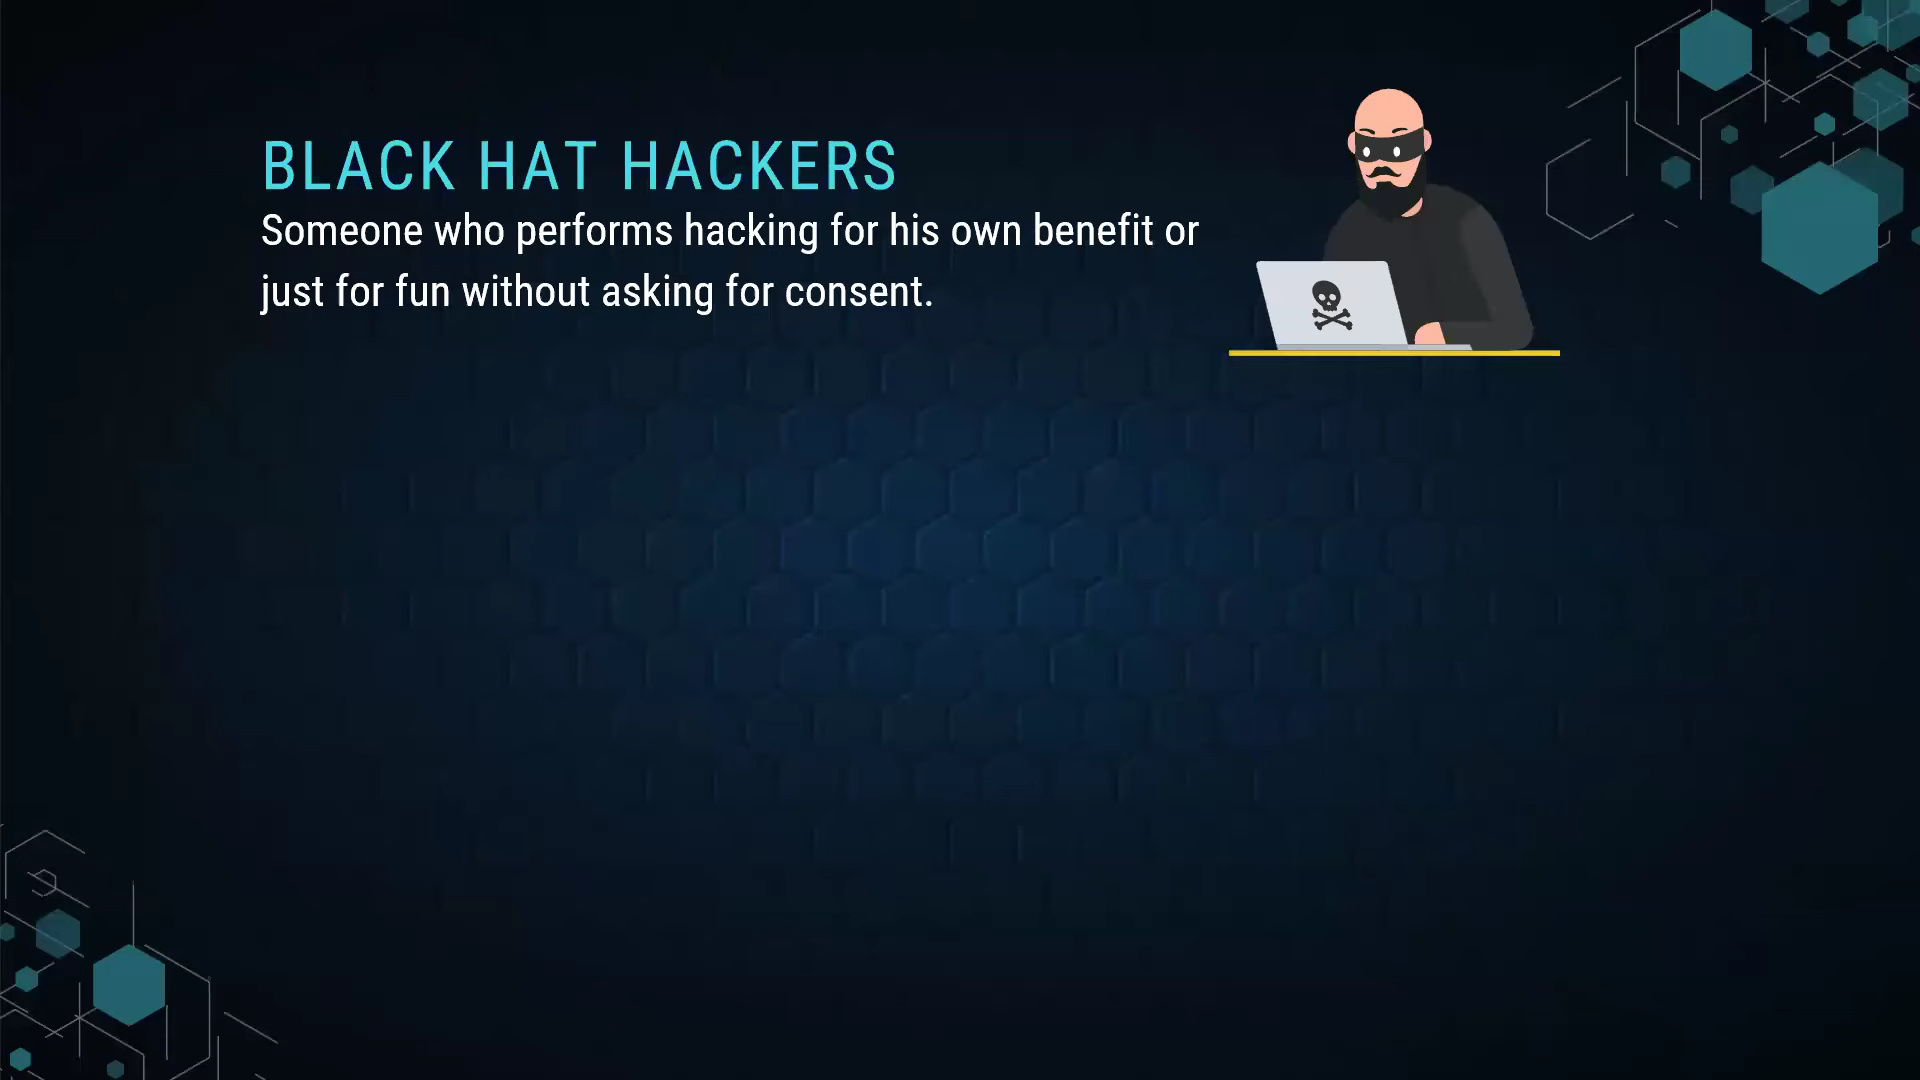 BLACK HAT HACKERS
Someone who performs hacking for his own benefit or
just for fun without asking for consent.